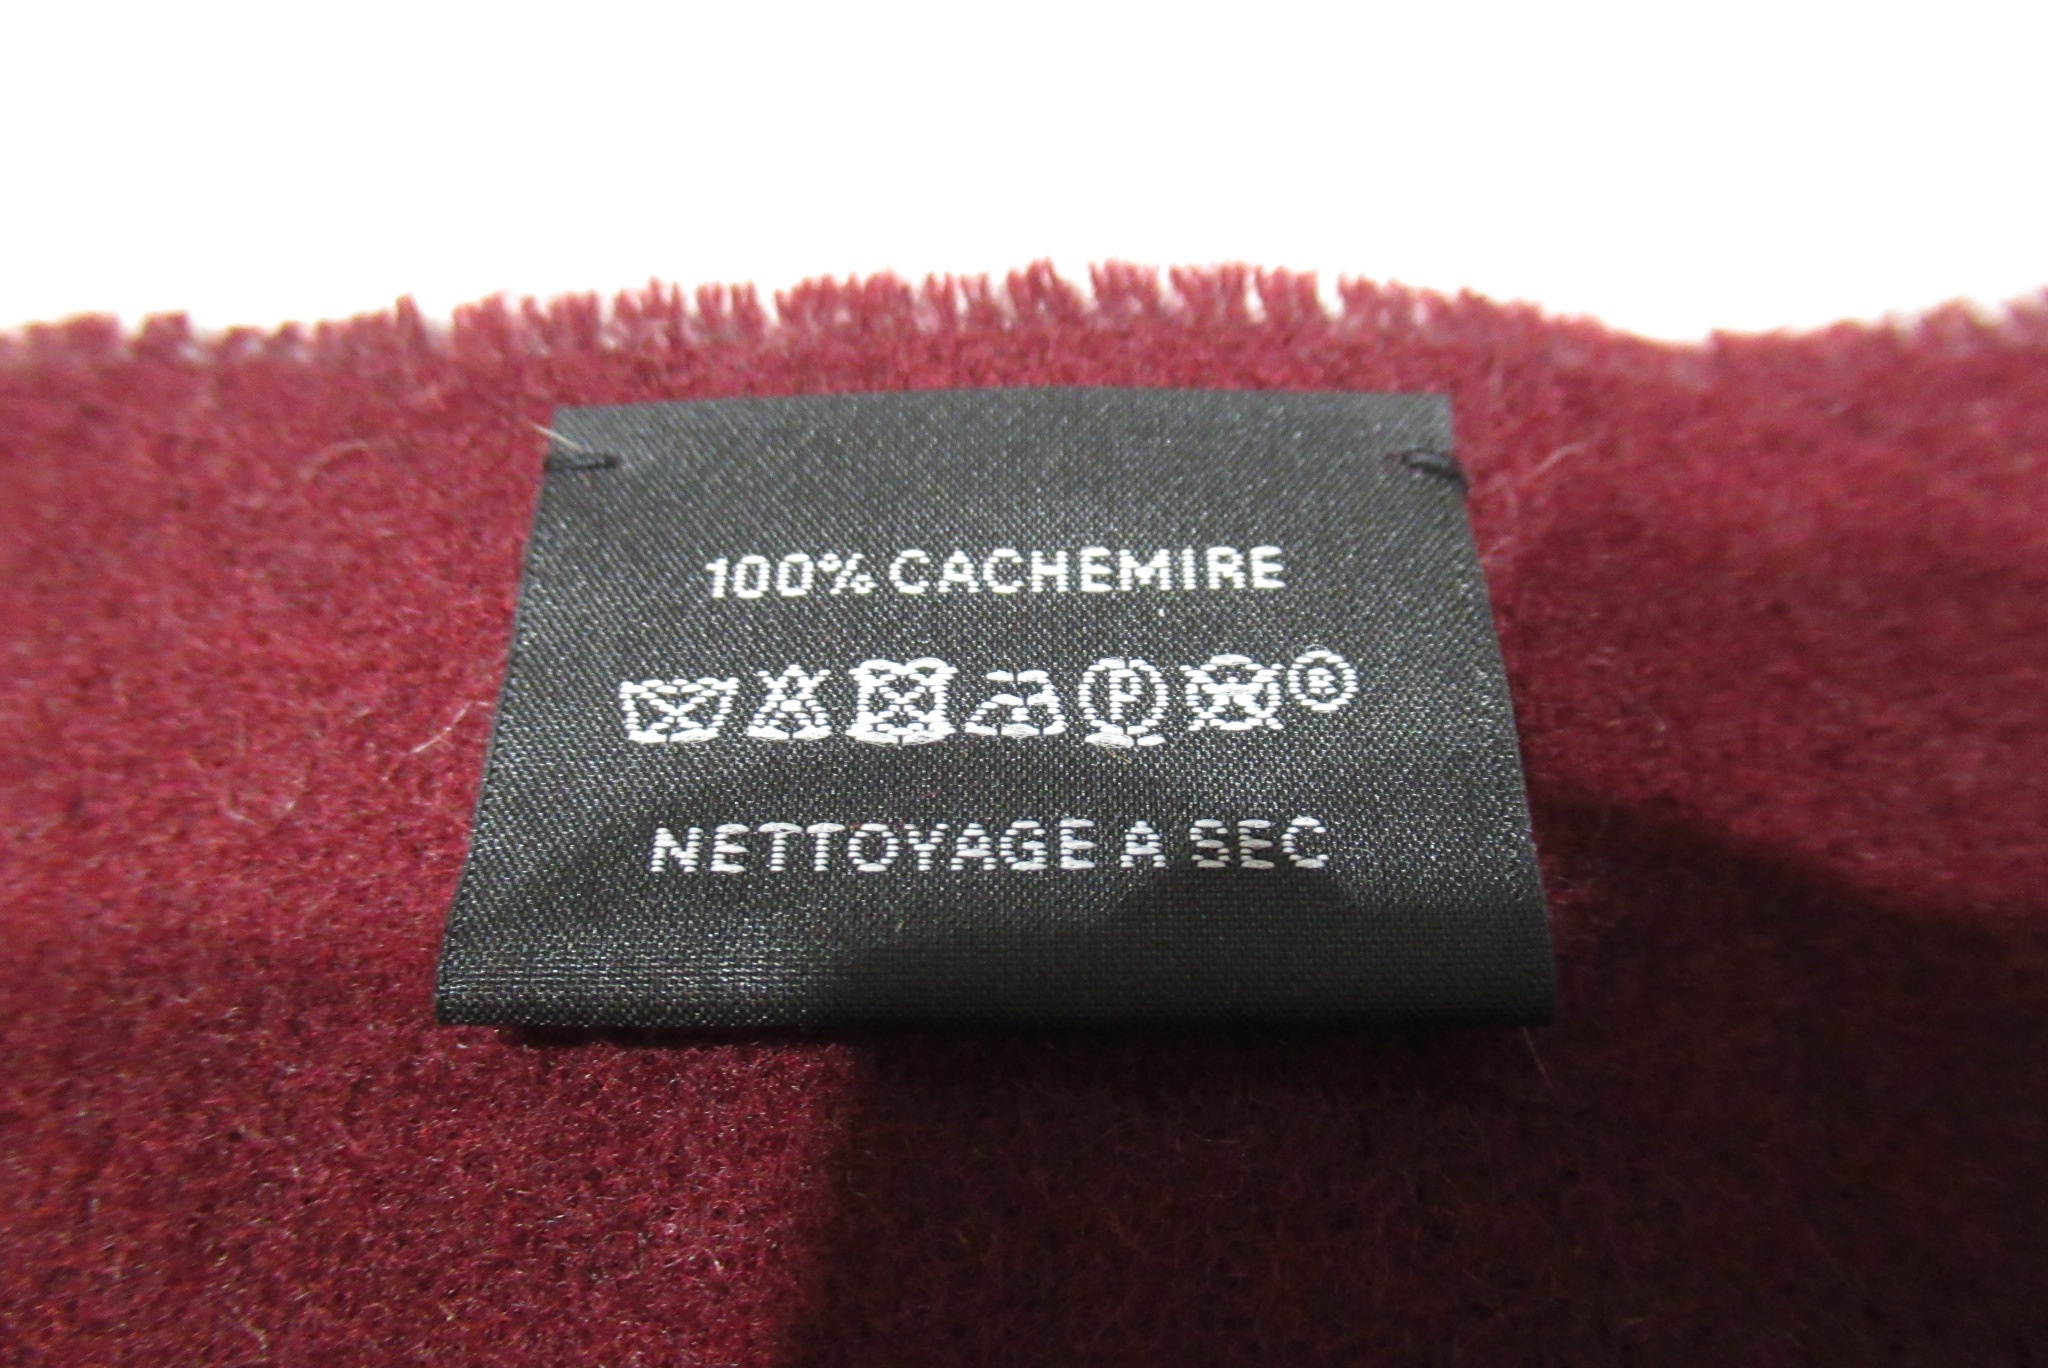 100% CACHEMIRE
P ®
NETTOYAGE A SEC